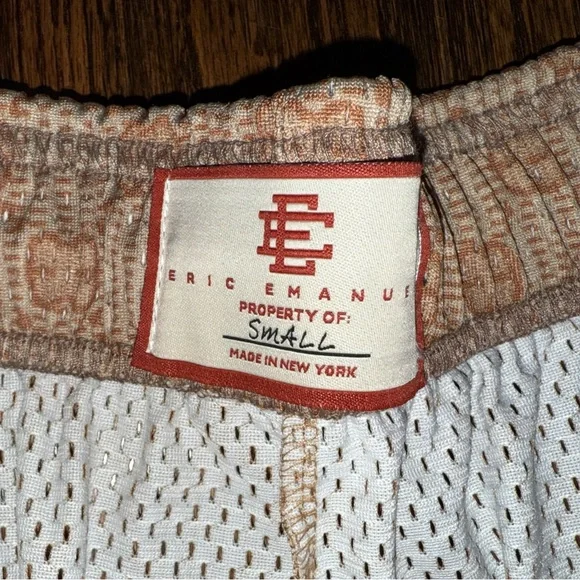 EE
ERIC EMANUE
PROPERTY OF:
SMALL
MADE IN NEW YORK